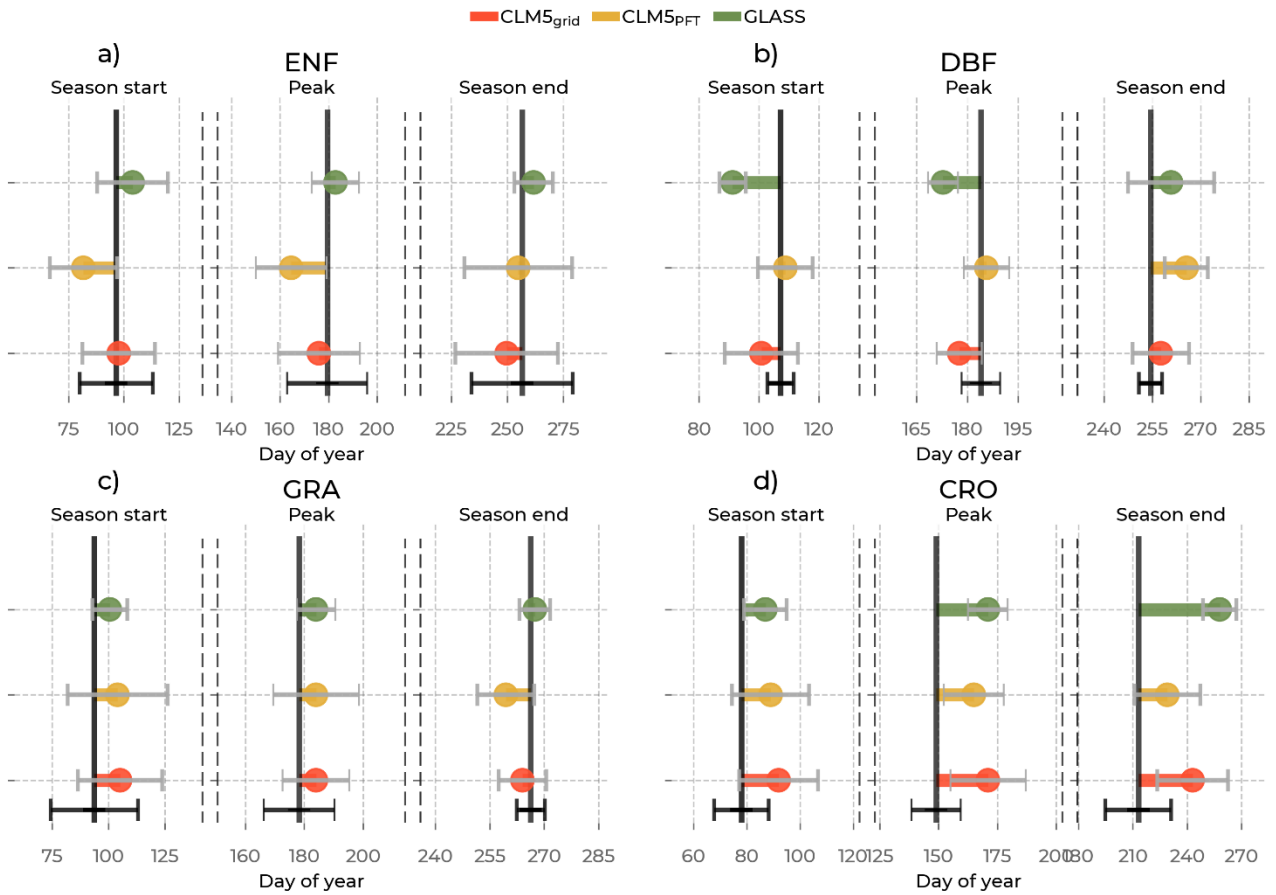 CLM5grid CLM5PFT GLASS
a) ENF b) DBF
Season start Peak Season end Season start Peak Season end
75 100 125 140 160 180 200 225 250 275 80 100 120 165 180 195 240 255 270 285
Day of year Day of year
c) GRA d) CRO
Season start Peak Season end Season start Peak Season end
75 100 125 160 180 200 240 255 270 285 60 80 100 120 125 150 175 200 180 210 240 270
Day of year Day of year